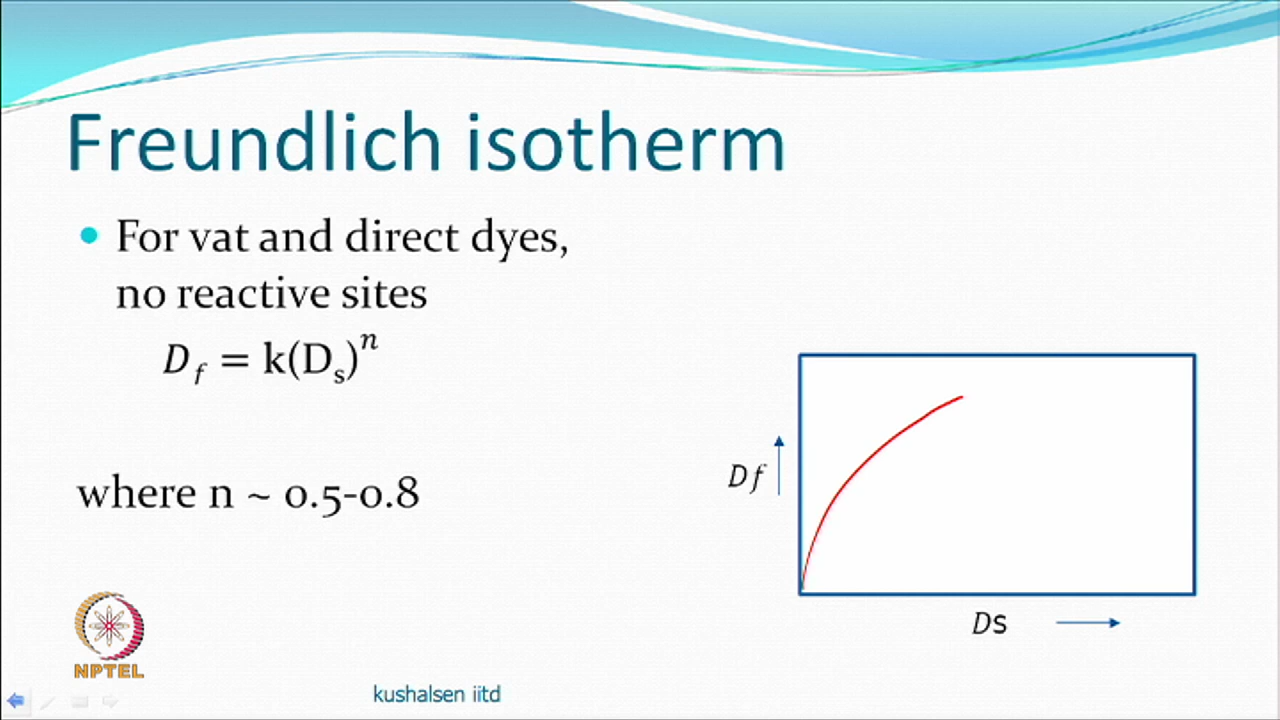 Freundlich isotherm
For vat and direct dyes,
no reactive sites
D_f = k(D_s)^n
where n ~ 0.5-0.8
Df
Ds
NPTEL
kushalsen iitd